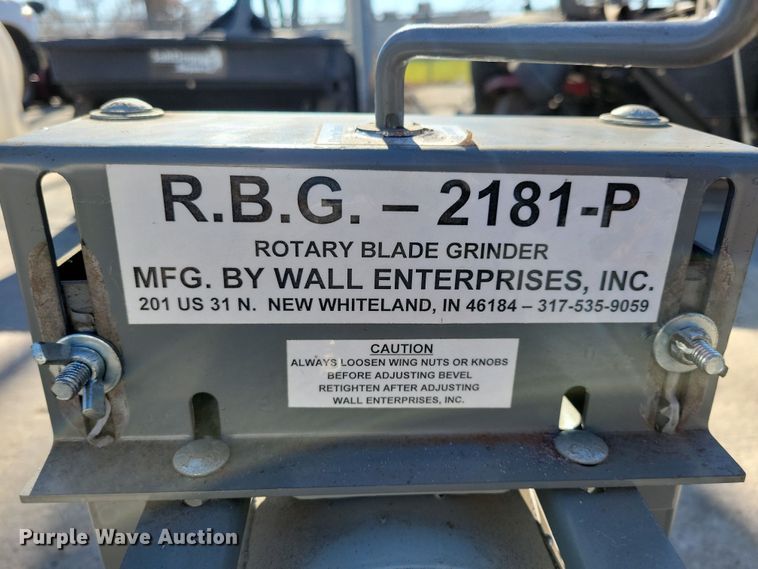 R.B.G. – 2181-P
ROTARY BLADE GRINDER
MFG. BY WALL ENTERPRISES, INC.
201 US 31 N. NEW WHITELAND, IN 46184 – 317-535-9059
CAUTION
ALWAYS LOOSEN WING NUTS OR KNOBS
BEFORE ADJUSTING BEVEL
RETIGHTEN AFTER ADJUSTING
WALL ENTERPRISES, INC.
Purple Wave Auction